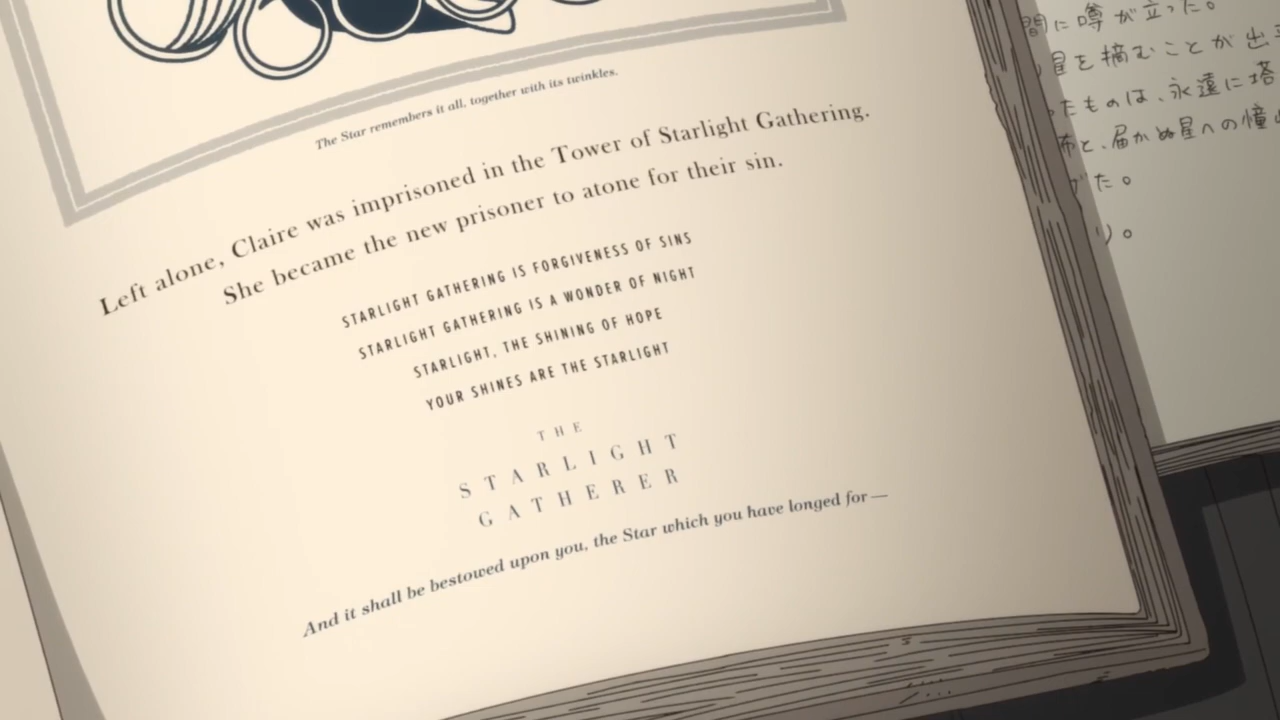 The Star remembers it all, together with its twinkles.
Left alone, Claire was imprisoned in the Tower of Starlight Gathering.
She became the new prisoner to atone for their sin.
STARLIGHT GATHERING IS FORGIVENESS OF SINS
STARLIGHT GATHERING IS A WONDER OF NIGHT
STARLIGHT, THE SHINING OF HOPE
YOUR SHINES ARE THE STARLIGHT
THE
STARLIGHT
GATHERER
And it shall be bestowed upon you, the Star which you have longed for—
間に噂が立った。
星を摘むことが出
たものは、永遠に塔
と、届かぬ星への憧
た。
り。